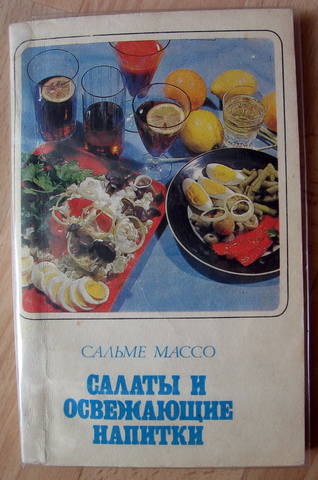 САЛЬМЕ МАССО
САЛАТЫ И
ОСВЕЖАЮЩИЕ
НАПИТКИ